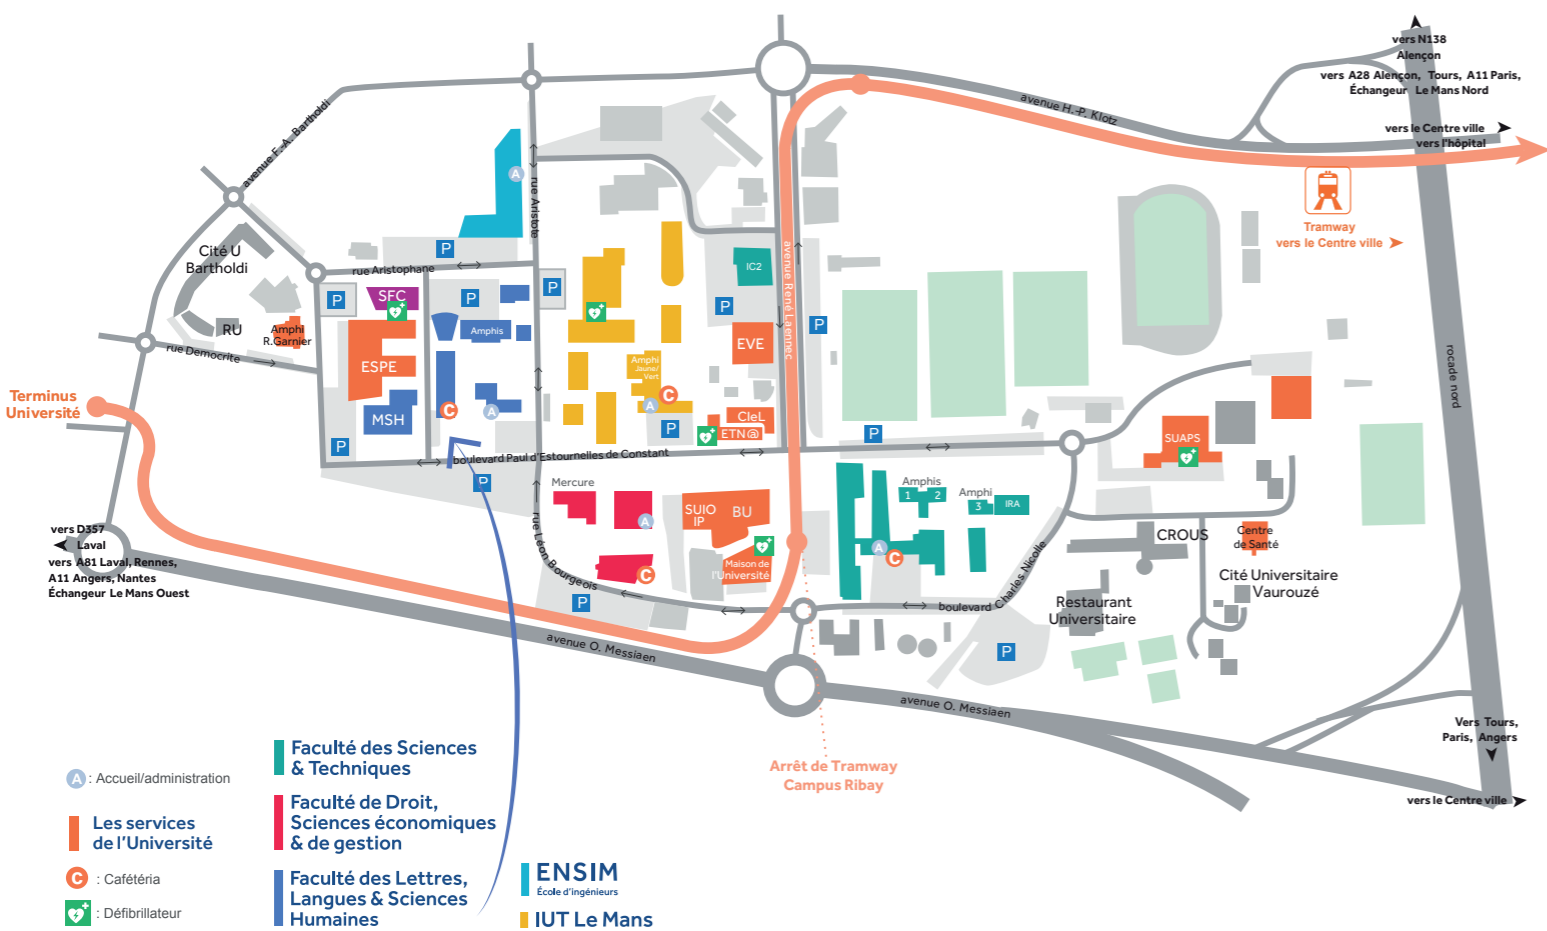 vers N138
Alençon
vers A28 Alençon, Tours, A11 Paris,
Échangeur Le Mans Nord
avenue H.-P. Klotz
vers le Centre ville
vers l'hôpital
avenue F.-A. Bartholdi
A
rue Aristote
Tramway
vers le Centre ville
Cité U
Bartholdi
P
rue Aristophane
IC2
avenue René Laennec
SFC
P
P
P
P
P
RU
Amphi
R.Garnier
Amphis
EVE
rue Democrite
ESPE
Amphi
Jaune/
Vert
rocade nord
Terminus
Université
MSH
C
A
C
A
CIeL
ETN@
P
P
P
SUAPS
boulevard Paul d'Estournelles de Constant
P
Mercure
Amphis
1 2
Amphi
3
IRA
SUIO
IP
BU
A
rue Léon Bourgeois
vers D357
Laval
vers A81 Laval, Rennes,
A11 Angers, Nantes
Échangeur Le Mans Ouest
CROUS
Centre
de Santé
A
C
Maison de
l'Université
C
boulevard Charles Nicolle
Cité Universitaire
Vaurouzé
P
Restaurant
Universitaire
avenue O. Messiaen
P
avenue O. Messiaen
Vers Tours,
Paris, Angers
Arrêt de Tramway
Campus Ribay
vers le Centre ville
A : Accueil/administration
Les services
de l'Université
C : Cafétéria
: Défibrillateur
Faculté des Sciences
& Techniques
Faculté de Droit,
Sciences économiques
& de gestion
Faculté des Lettres,
Langues & Sciences
Humaines
ENSIM
École d'ingénieurs
IUT Le Mans